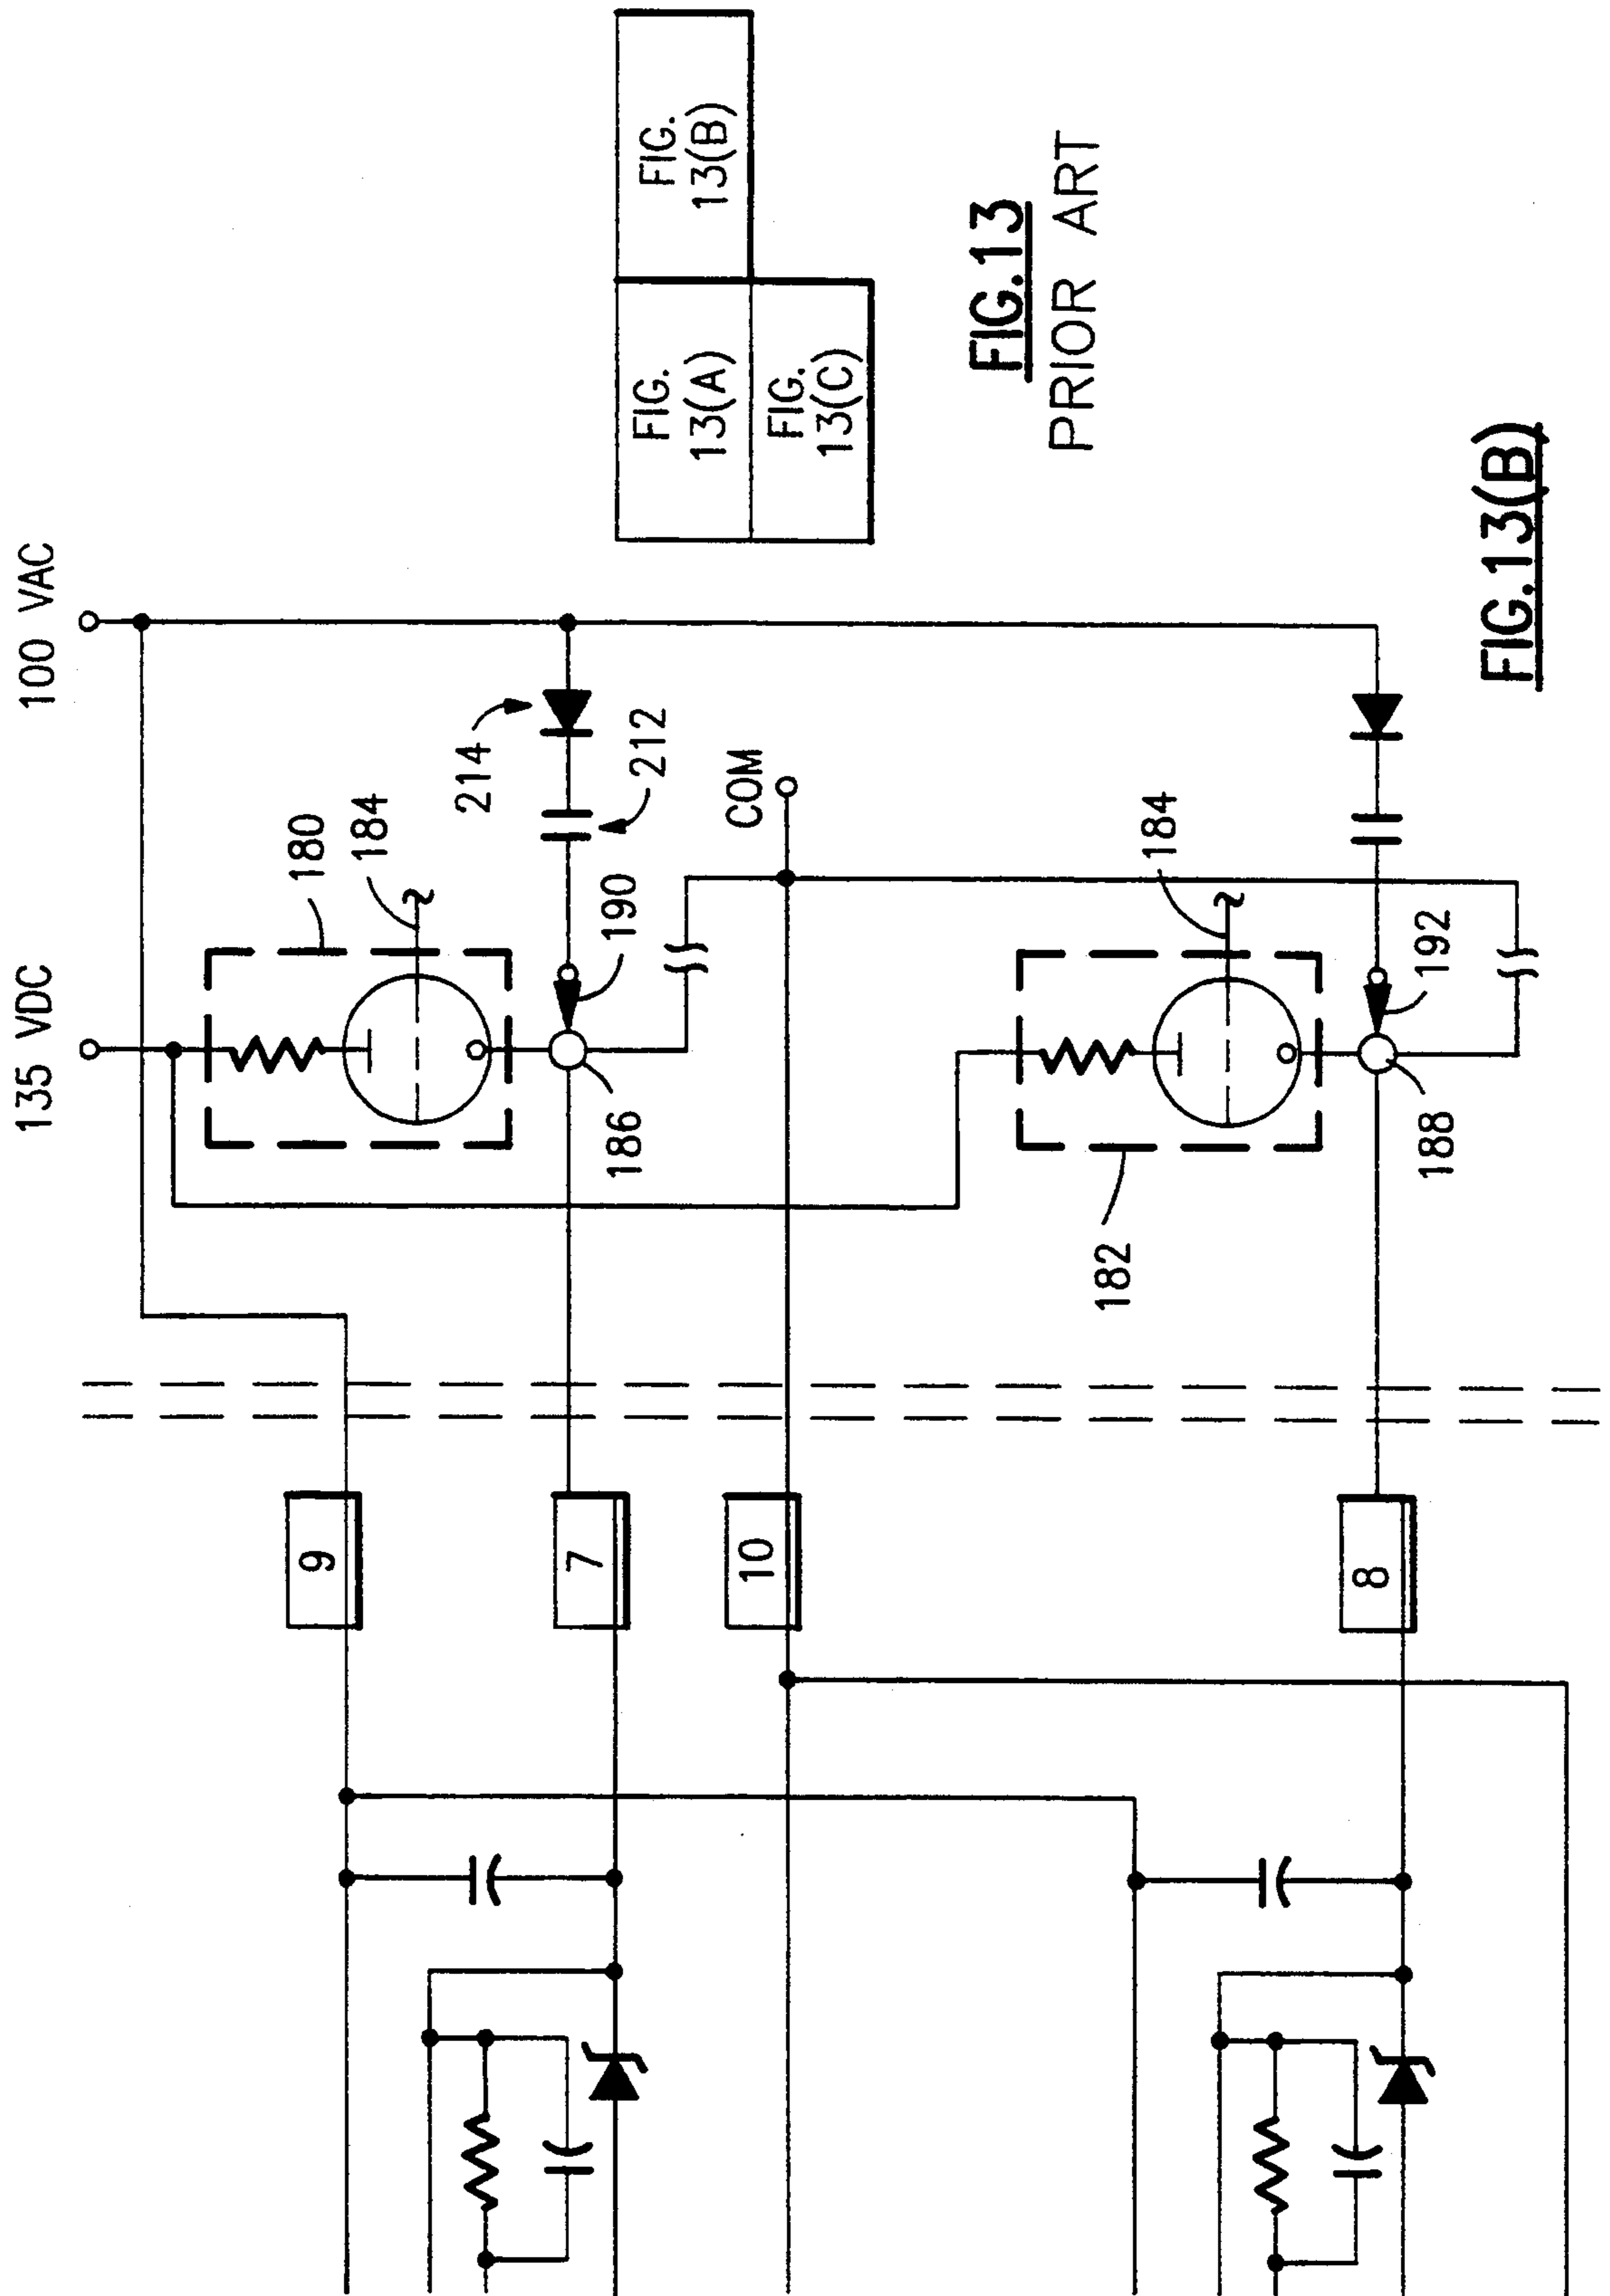 135 VDC
100 VAC
180
184
214
212
190
186
COM
184
182
192
188
9
7
10
8
FIG.
13(A)
FIG.
13(B)
FIG.
13(C)
FIG.13
PRIOR ART
FIG.13(B)